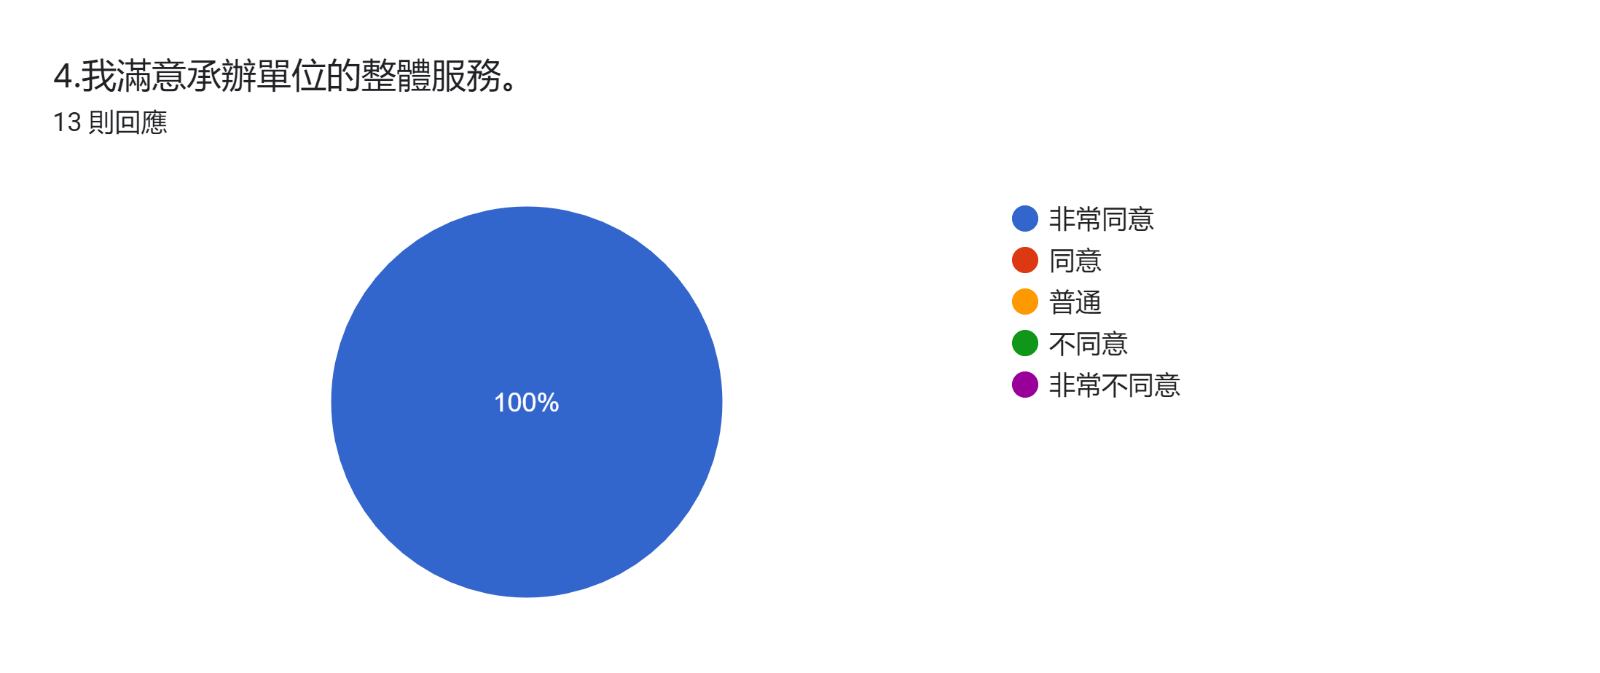 4.我滿意承辦單位的整體服務。
13 則回應
100%
非常同意
同意
普通
不同意
非常不同意